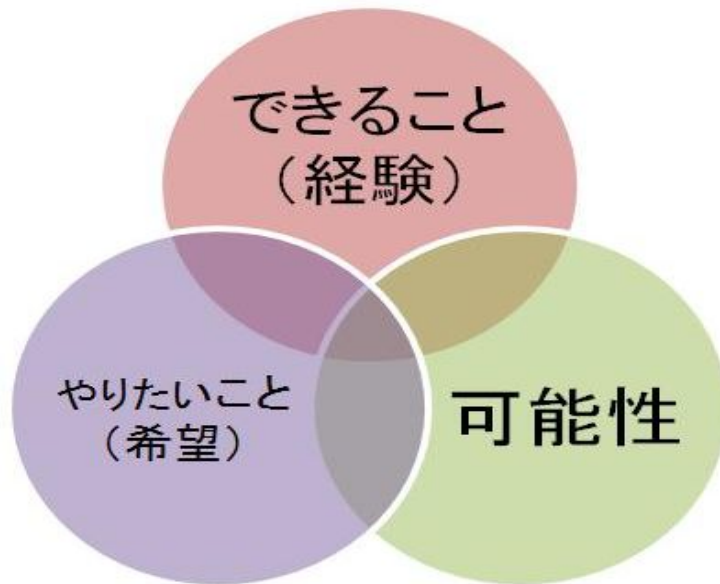 できること
（経験）
やりたいこと
（希望）
可能性